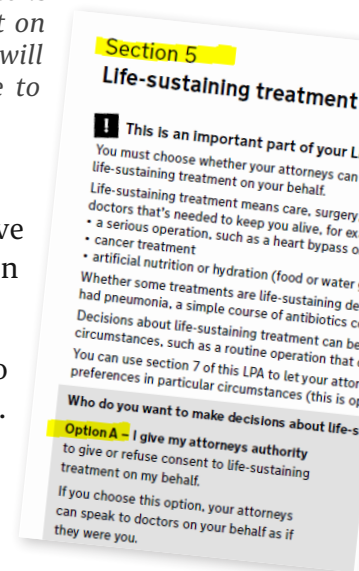 t on
will
e to
ve
n
o
.
Section 5
Life-sustaining treatment
! This is an important part of your L
You must choose whether your attorneys can
life-sustaining treatment on your behalf.
Life-sustaining treatment means care, surgery,
doctors that's needed to keep you alive, for ex
• a serious operation, such as a heart bypass o
• cancer treatment
• artificial nutrition or hydration (food or water g
Whether some treatments are life-sustaining de
had pneumonia, a simple course of antibiotics c
Decisions about life-sustaining treatment can be
circumstances, such as a routine operation that
You can use section 7 of this LPA to let your attor
preferences in particular circumstances (this is op
Who do you want to make decisions about life-s
Option A – I give my attorneys authority
to give or refuse consent to life-sustaining
treatment on my behalf.
If you choose this option, your attorneys
can speak to doctors on your behalf as if
they were you.